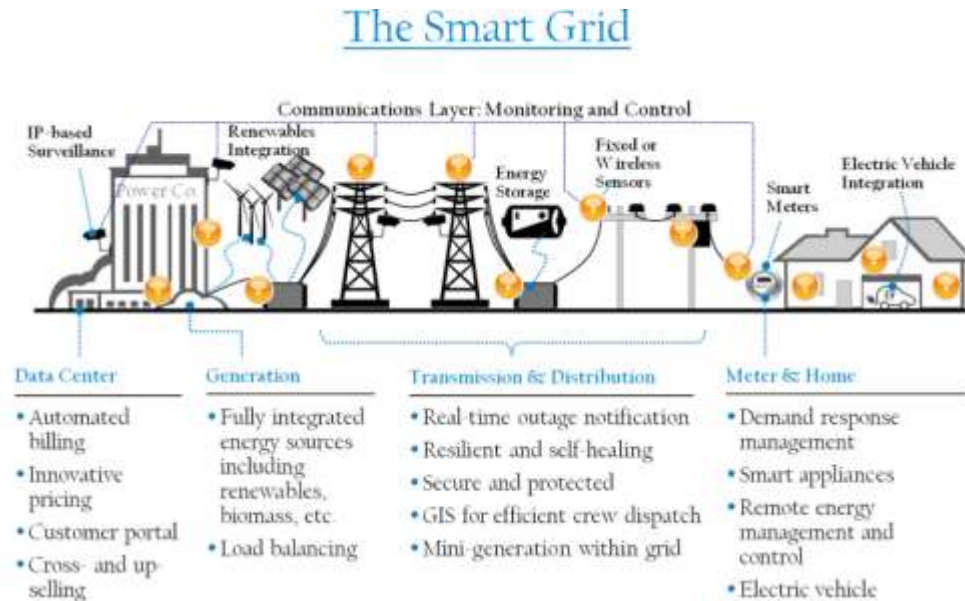 The Smart Grid
Communications Layer: Monitoring and Control
IP-based
Surveillance
Renewables
Integration
Power Co.
Energy
Storage
Fixed or
Wireless
Sensors
Smart
Meters
Electric Vehicle
Integration
Data Center
• Automated
billing
• Innovative
pricing
• Customer portal
• Cross- and up-
selling
Generation
• Fully integrated
energy sources
including
renewables,
biomass, etc.
• Load balancing
Transmission & Distribution
• Real-time outage notification
• Resilient and self-healing
• Secure and protected
• GIS for efficient crew dispatch
• Mini-generation within grid
Meter & Home
• Demand response
management
• Smart appliances
• Remote energy
management and
control
• Electric vehicle